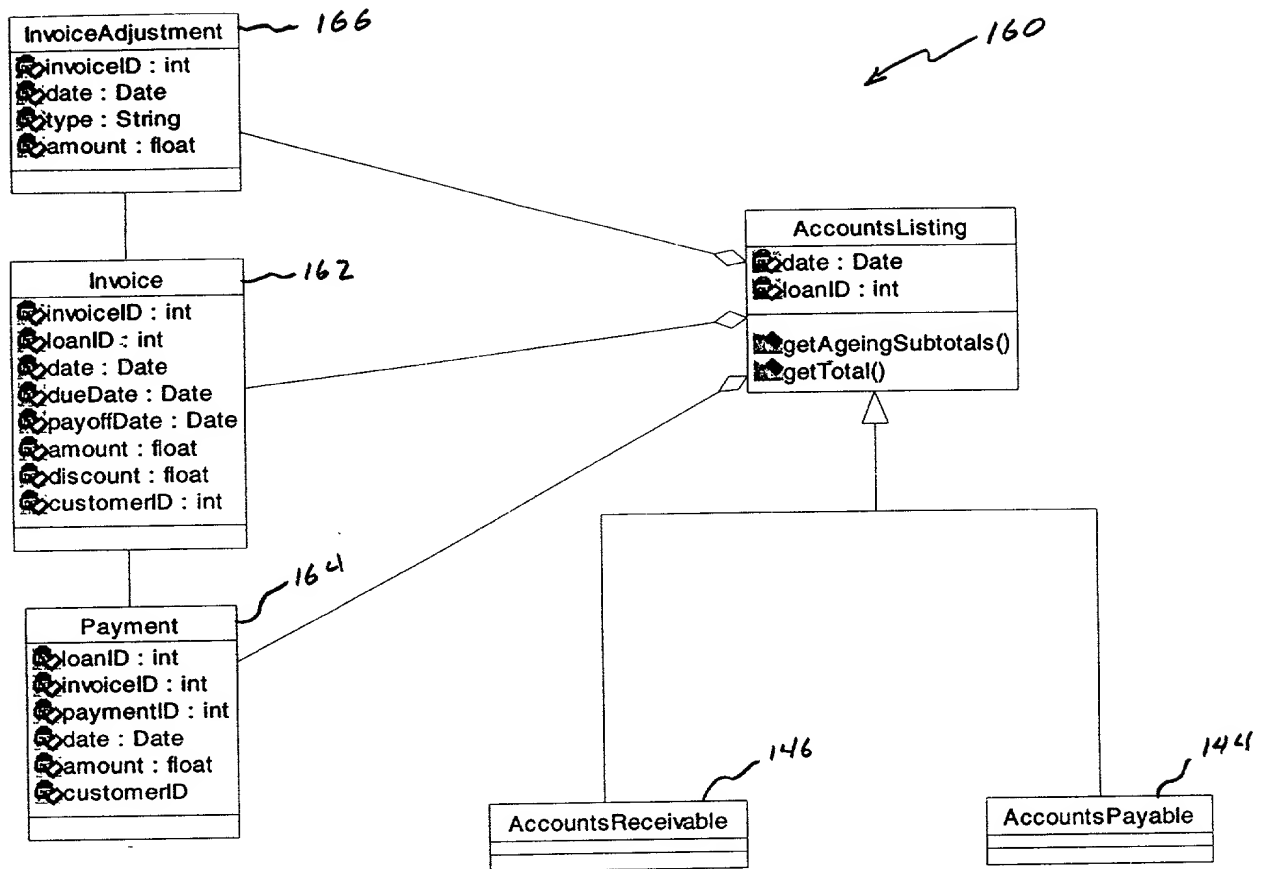 InvoiceAdjustment
invoiceID : int
date : Date
type : String
amount : float
166
160
Invoice
invoiceID : int
loanID : int
date : Date
dueDate : Date
payoffDate : Date
amount : float
discount : float
customerID : int
162
AccountsListing
date : Date
loanID : int
getAgeingSubtotals()
getTotal()
Payment
loanID : int
invoiceID : int
paymentID : int
date : Date
amount : float
customerID
164
AccountsReceivable
146
AccountsPayable
144